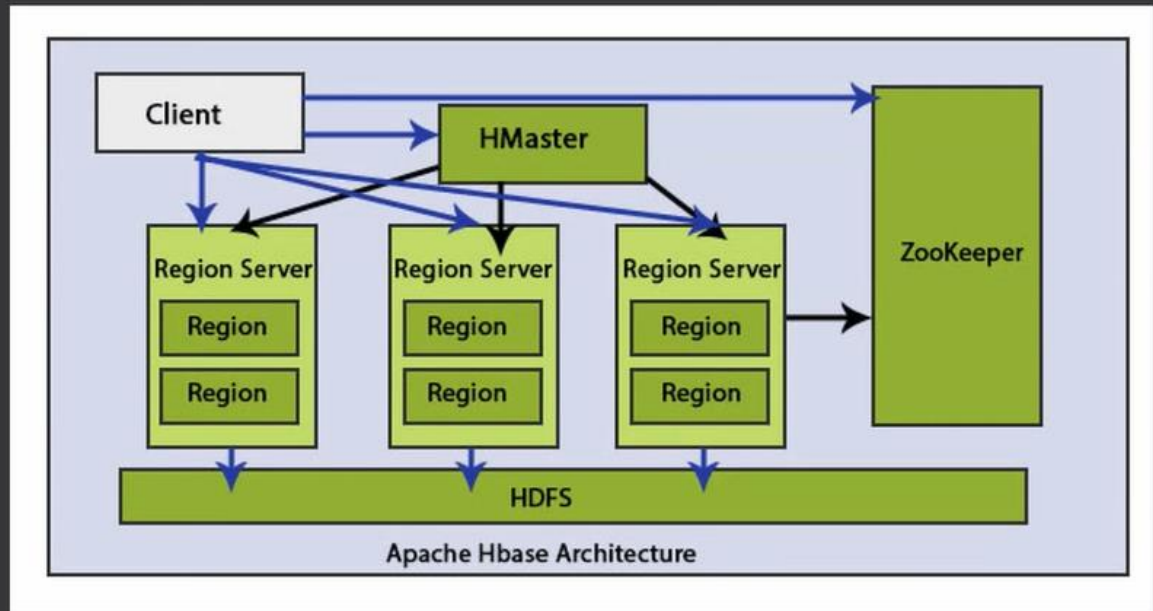 Client
HMaster
ZooKeeper
Region Server
Region Server
Region Server
Region
Region
Region
Region
Region
Region
HDFS
Apache Hbase Architecture